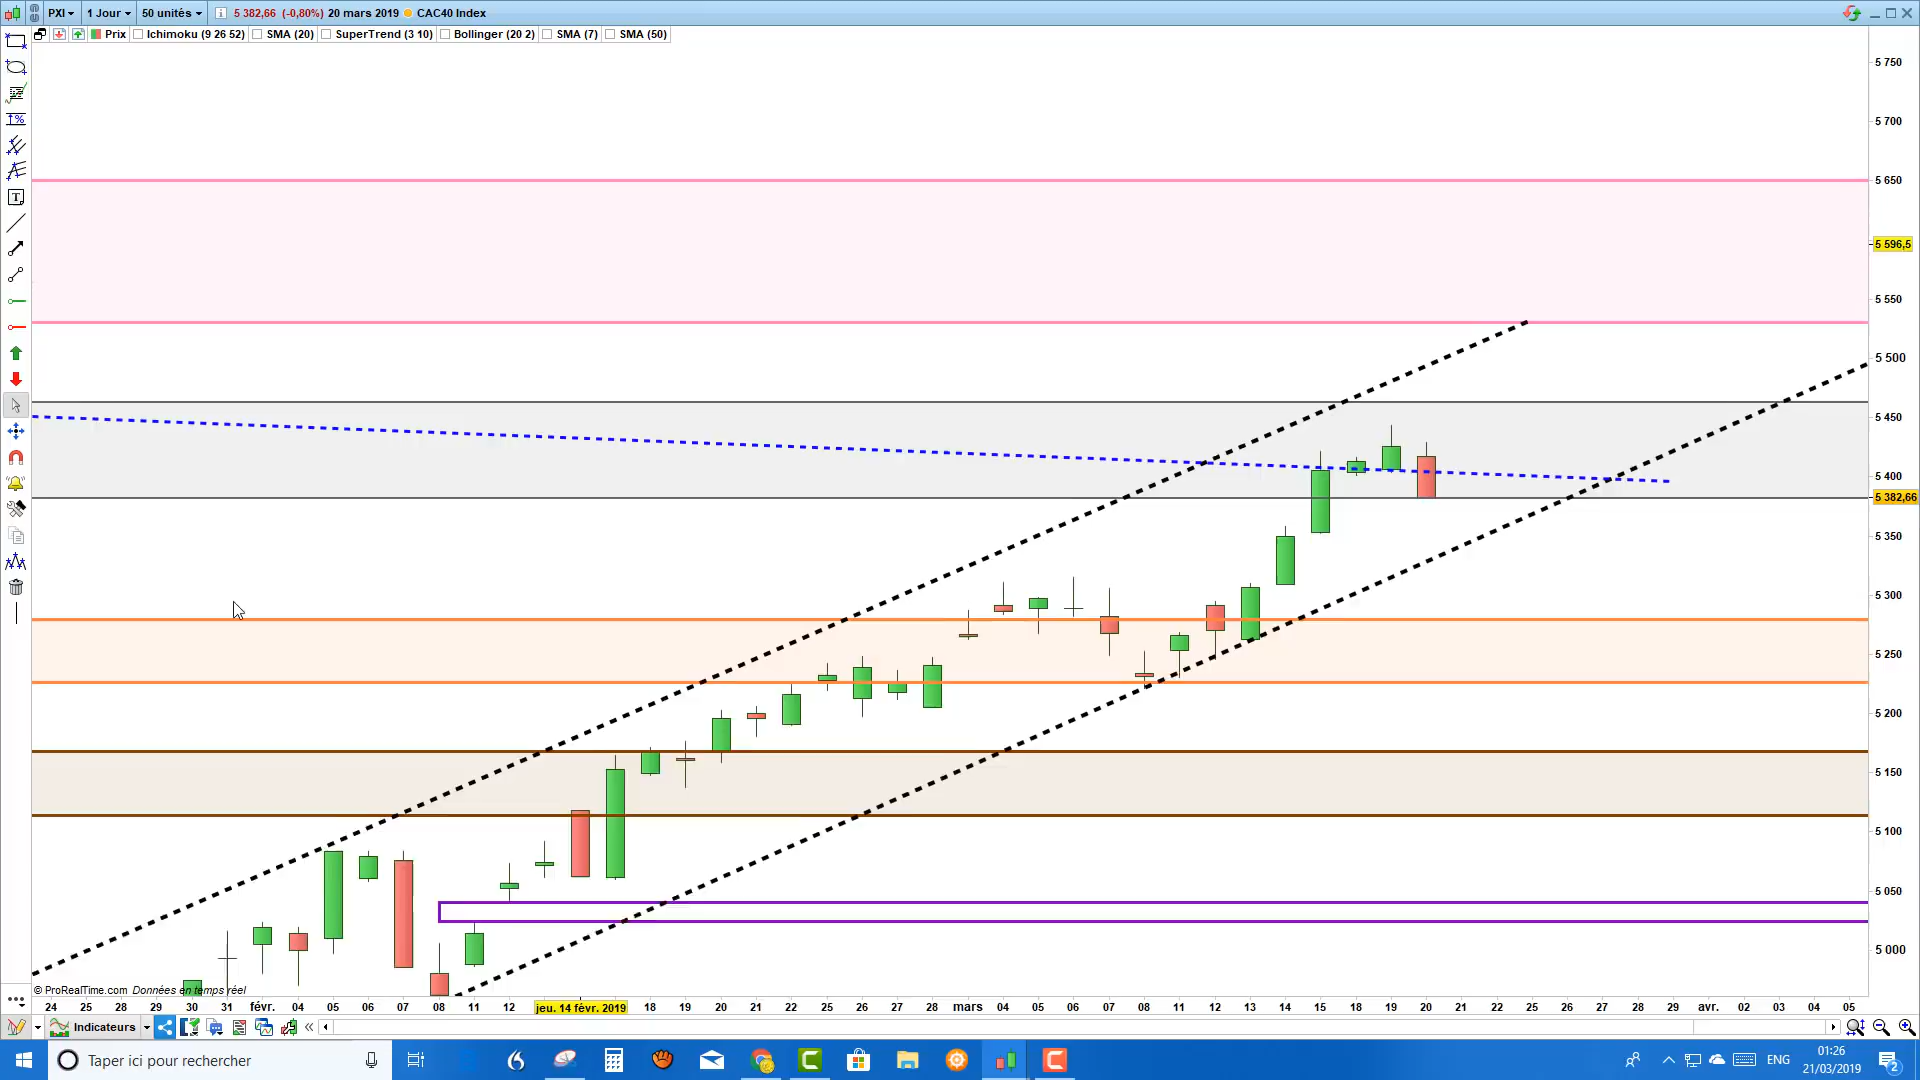 PXI 1 Jour 50 unités 5 382,66 (-0,80%) 20 mars 2019 CAC40 Index
Prix Ichimoku (9 26 52) SMA (20) SuperTrend (3 10) Bollinger (20 2) SMA (7) SMA (50)
5 750
5 700
5 650
5 596,5
5 550
5 500
5 450
5 400
5 382,66
5 350
5 300
5 250
5 200
5 150
5 100
5 050
5 000
© ProRealTime.com Données en temps réel
24 25 28 29 30 31 févr. 04 05 06 07 08 11 12 jeu. 14 févr. 2019 18 19 20 21 22 25 26 27 28 mars 04 05 06 07 08 11 12 13 14 15 18 19 20 21 22 25 26 27 28 29 avr. 02 03 04 05
Indicateurs
Taper ici pour rechercher
ENG
01:26
21/03/2019
2